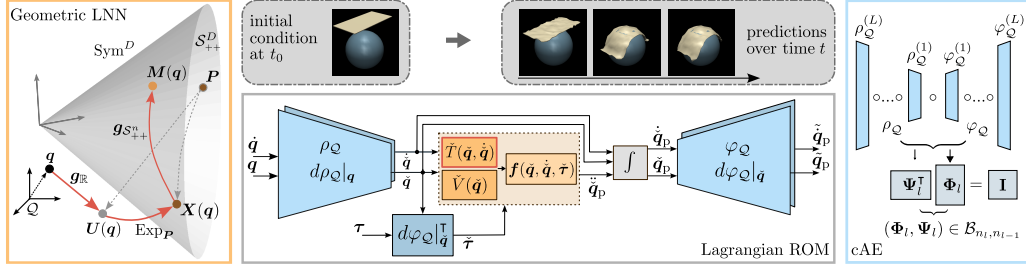 Geometric LNN
Sym^D
𝒮_{++}^D
M(q)
P
g_{𝒮_{++}^n}
q
g_ℝ
𝒬
U(q)
Exp_P
X(q)
initial
condition
at t_0
predictions
over time t
q̇
q
ρ_𝒬
dρ_𝒬|_q
q̌̇
q̌
Ť(q̌, q̌̇)
V̌(q̌)
f(q̌, q̌̇, τ̌)
q̌̈_p
∫
q̌̇_p
q̌_p
φ_𝒬
dφ_𝒬|_q̌
q̃̇_p
q̃_p
τ
dφ_𝒬|_q̌^⊺
τ̌
Lagrangian ROM
ρ_𝒬^{(L)}
φ_𝒬^{(L)}
ρ_𝒬^{(1)}
φ_𝒬^{(1)}
○...○ ○ ○...○
ρ_𝒬
φ_𝒬
Ψ_l^⊺ Φ_l = I
(Φ_l, Ψ_l) ∈ ℬ_{n_l, n_{l-1}}
cAE